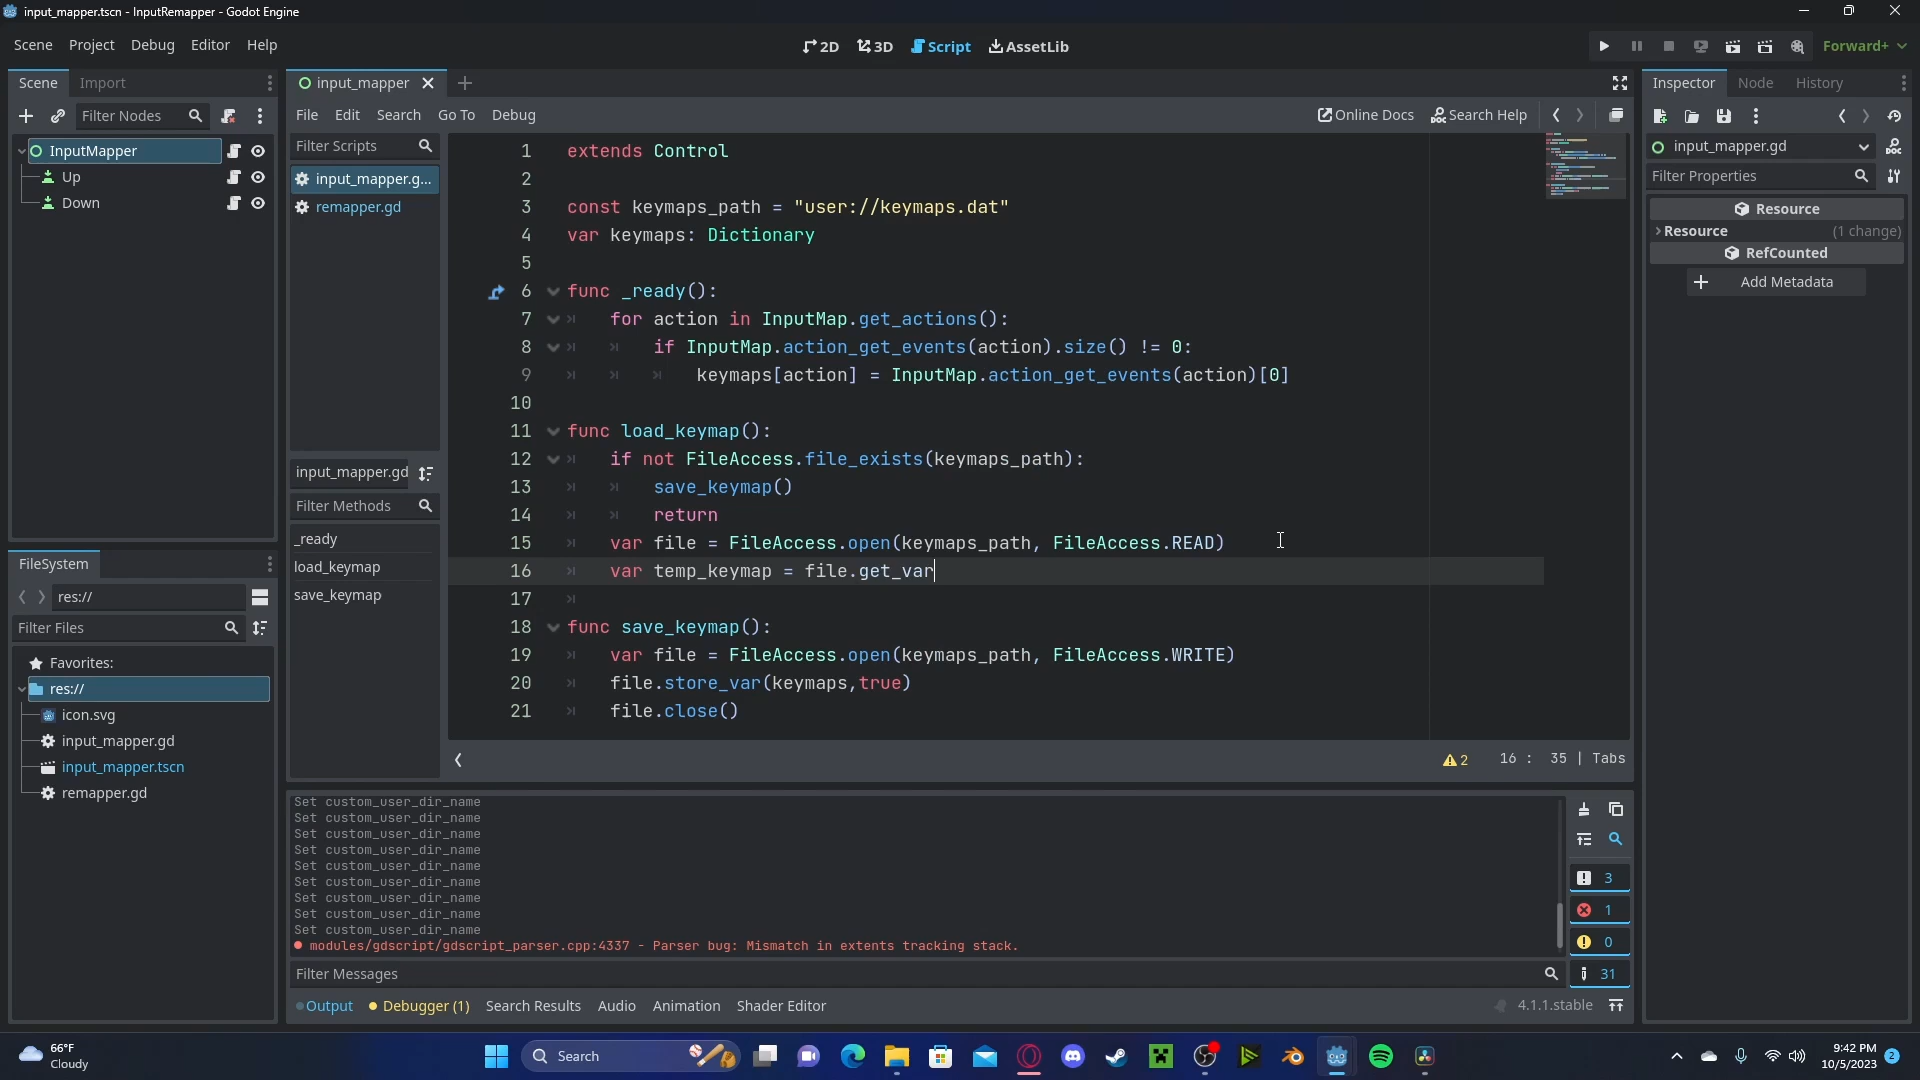 input_mapper.tscn - InputRemapper - Godot Engine
Scene Project Debug Editor Help
2D 3D Script AssetLib
Forward+
Scene Import
Filter Nodes
InputMapper
Up
Down
FileSystem
res://
Filter Files
Favorites:
res://
icon.svg
input_mapper.gd
input_mapper.tscn
remapper.gd
input_mapper
File Edit Search Go To Debug
Online Docs Search Help
Filter Scripts
input_mapper.g...
remapper.gd
input_mapper.gd
Filter Methods
_ready
load_keymap
save_keymap
1 extends Control
2
3 const keymaps_path = "user://keymaps.dat"
4 var keymaps: Dictionary
5
6 func _ready():
7 for action in InputMap.get_actions():
8 if InputMap.action_get_events(action).size() != 0:
9 keymaps[action] = InputMap.action_get_events(action)[0]
10
11 func load_keymap():
12 if not FileAccess.file_exists(keymaps_path):
13 save_keymap()
14 return
15 var file = FileAccess.open(keymaps_path, FileAccess.READ)
16 var temp_keymap = file.get_var
17
18 func save_keymap():
19 var file = FileAccess.open(keymaps_path, FileAccess.WRITE)
20 file.store_var(keymaps,true)
21 file.close()
2 16 : 35 | Tabs
Set custom_user_dir_name
Set custom_user_dir_name
Set custom_user_dir_name
Set custom_user_dir_name
Set custom_user_dir_name
Set custom_user_dir_name
Set custom_user_dir_name
Set custom_user_dir_name
Set custom_user_dir_name
modules/gdscript/gdscript_parser.cpp:4337 - Parser bug: Mismatch in extents tracking stack.
Filter Messages
3
1
0
31
Output Debugger (1) Search Results Audio Animation Shader Editor
4.1.1.stable
Inspector Node History
input_mapper.gd
Filter Properties
Resource
Resource (1 change)
RefCounted
Add Metadata
66°F
Cloudy
Search
9:42 PM
10/5/2023
2